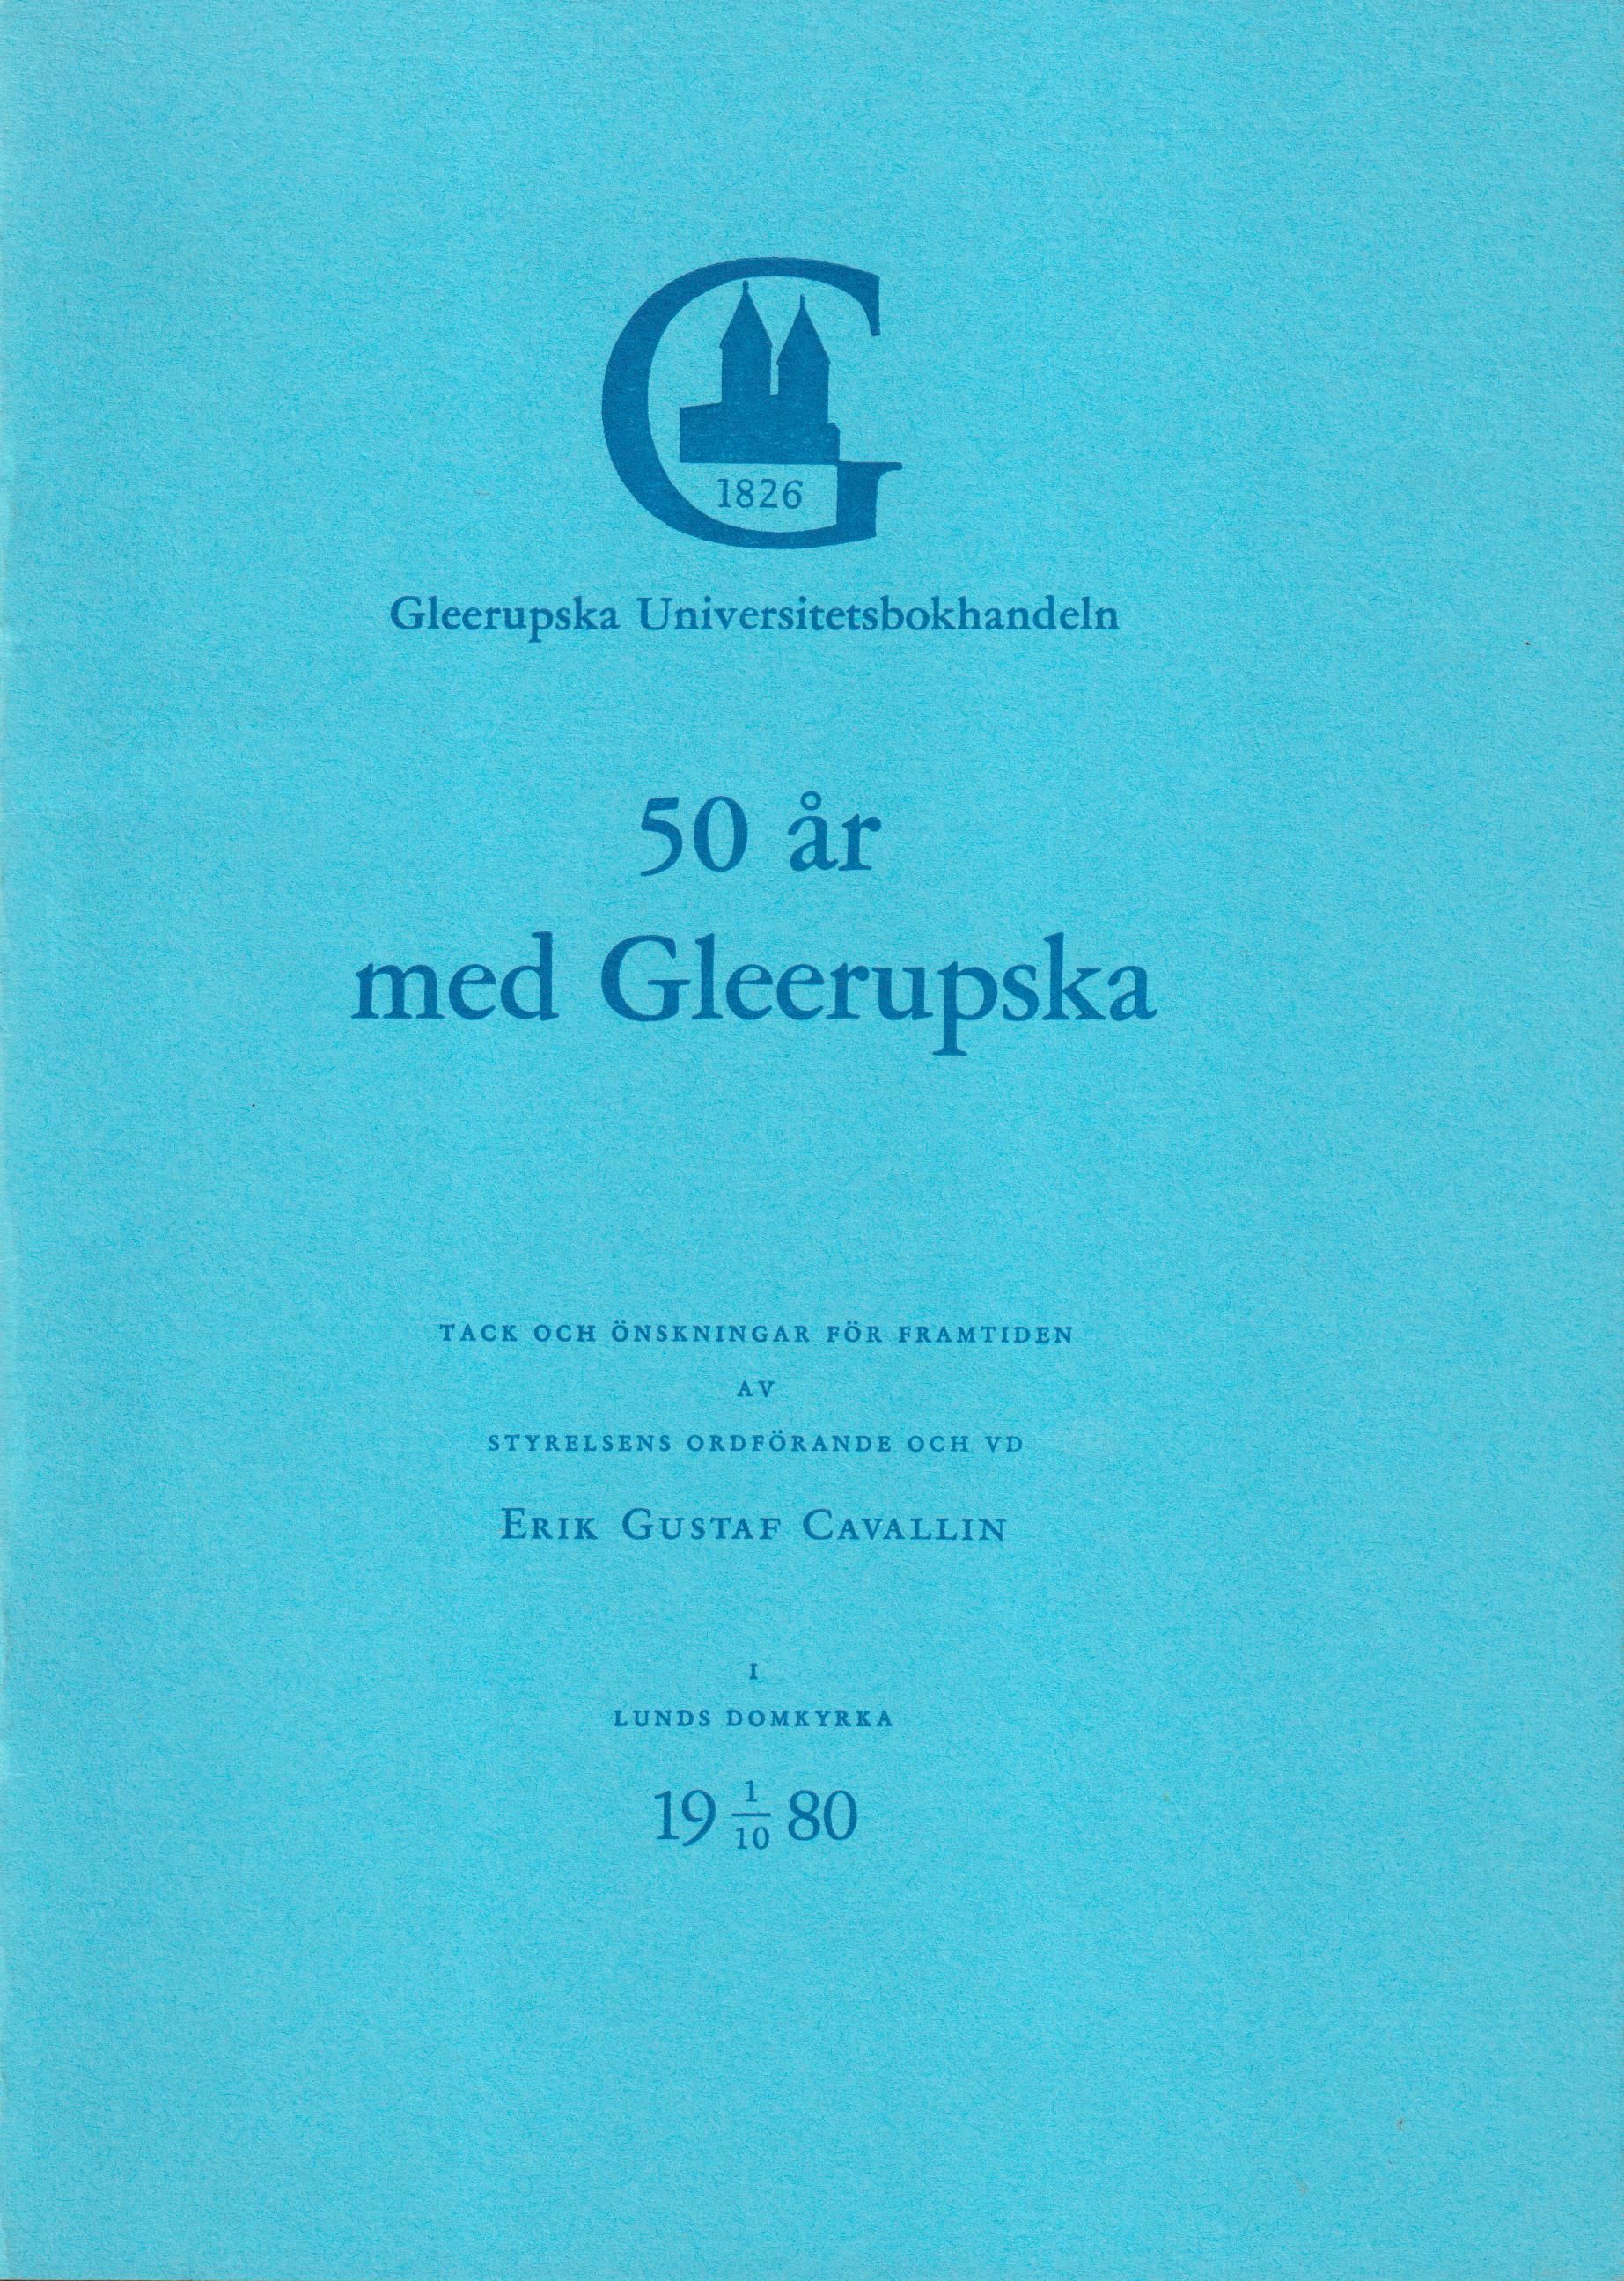 1826
Gleerupska Universitetsbokhandeln
50 år
med Gleerupska
TACK OCH ÖNSKNINGAR FÖR FRAMTIDEN
AV
STYRELSENS ORDFÖRANDE OCH VD
ERIK GUSTAF CAVALLIN
I
LUNDS DOMKYRKA
19 1/10 80